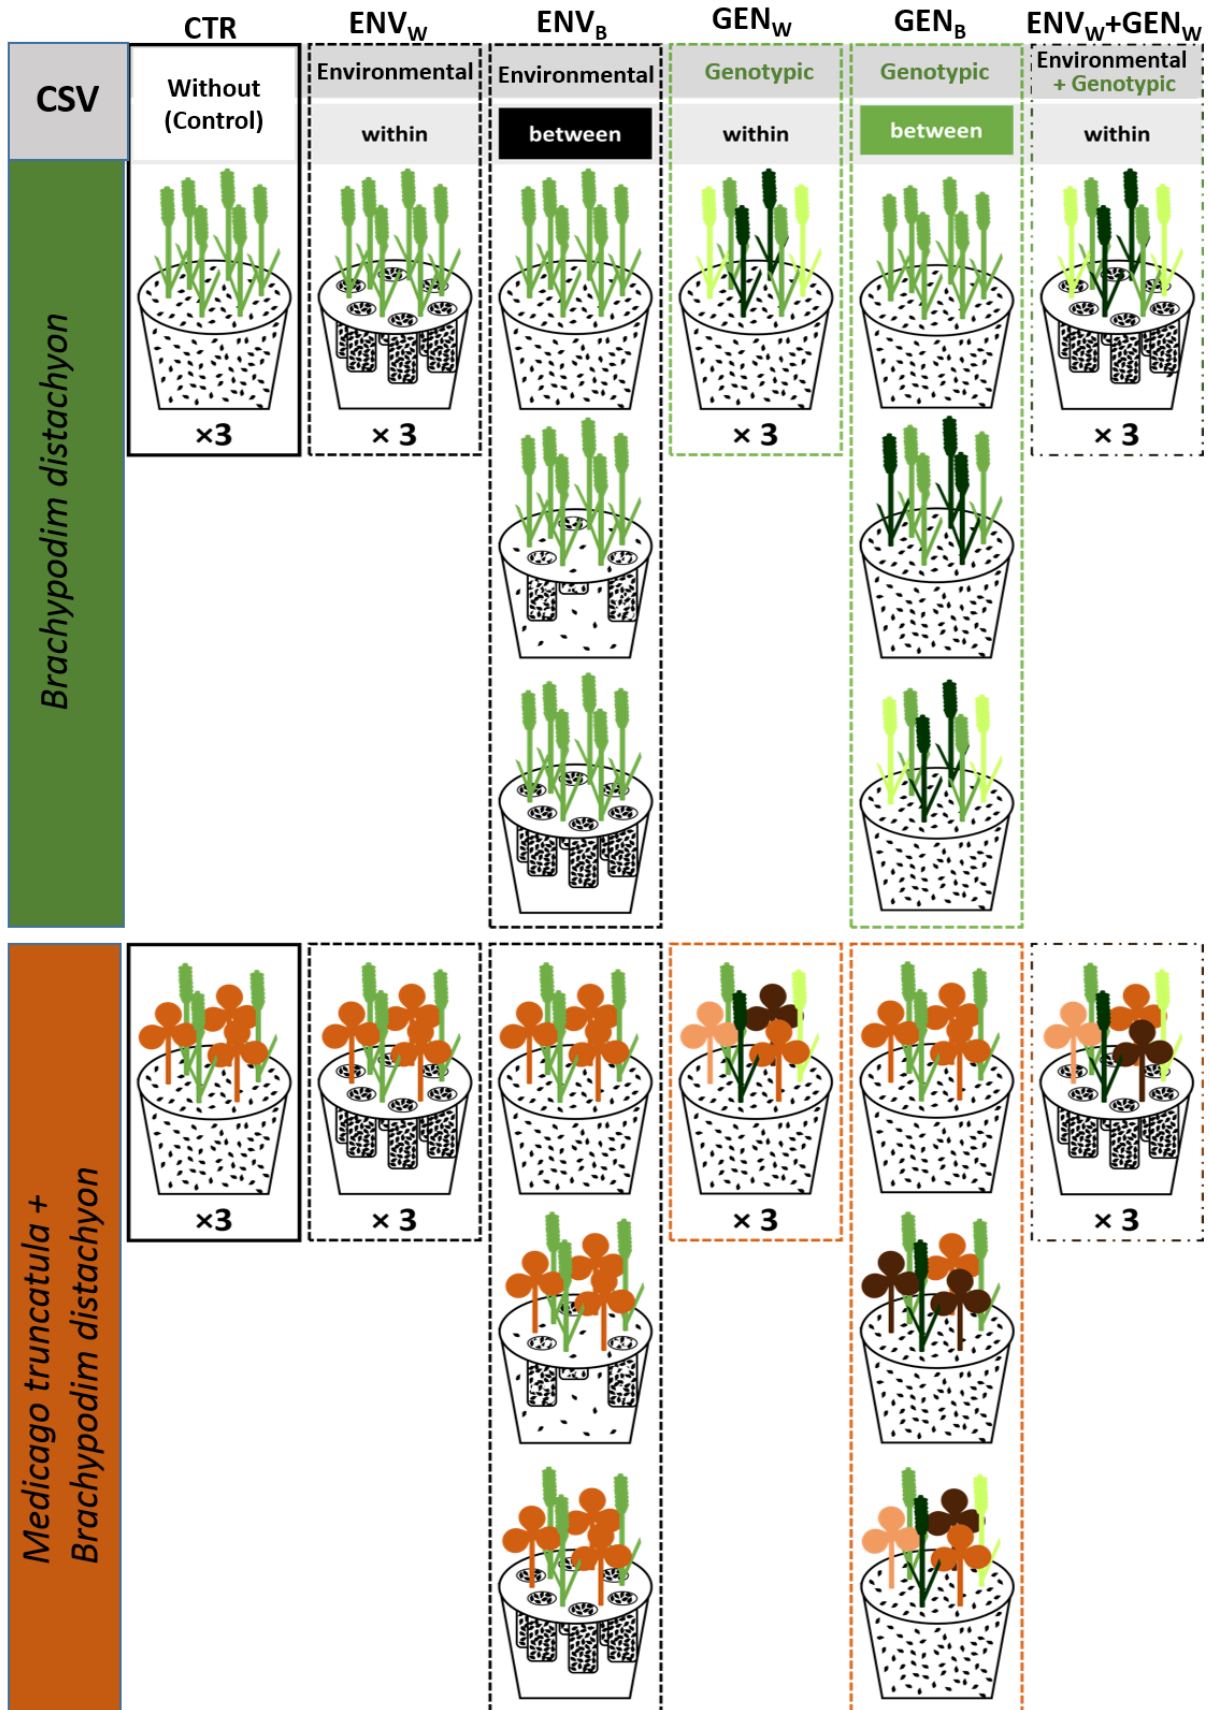 CTR
ENVW
ENVB
GENW
GENB
ENVW+GENW
CSV
Without
(Control)
Environmental
within
Environmental
between
Genotypic
within
Genotypic
between
Environmental
+ Genotypic
within
Brachypodim distachyon
×3
× 3
× 3
× 3
Medicago truncatula +
Brachypodim distachyon
×3
× 3
× 3
× 3